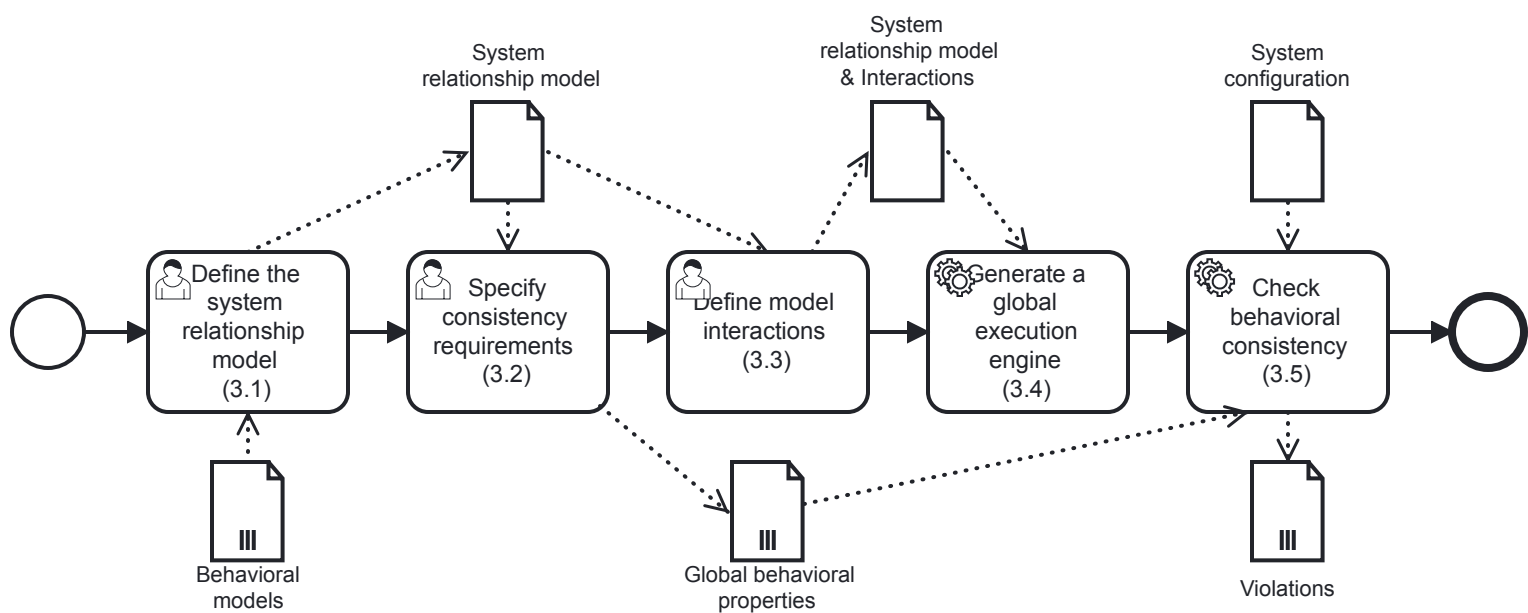 System
relationship model
System
relationship model
& Interactions
System
configuration
Define the
system
relationship
model
(3.1)
Specify
consistency
requirements
(3.2)
Define model
interactions
(3.3)
Generate a
global
execution
engine
(3.4)
Check
behavioral
consistency
(3.5)
Behavioral
models
Global behavioral
properties
Violations